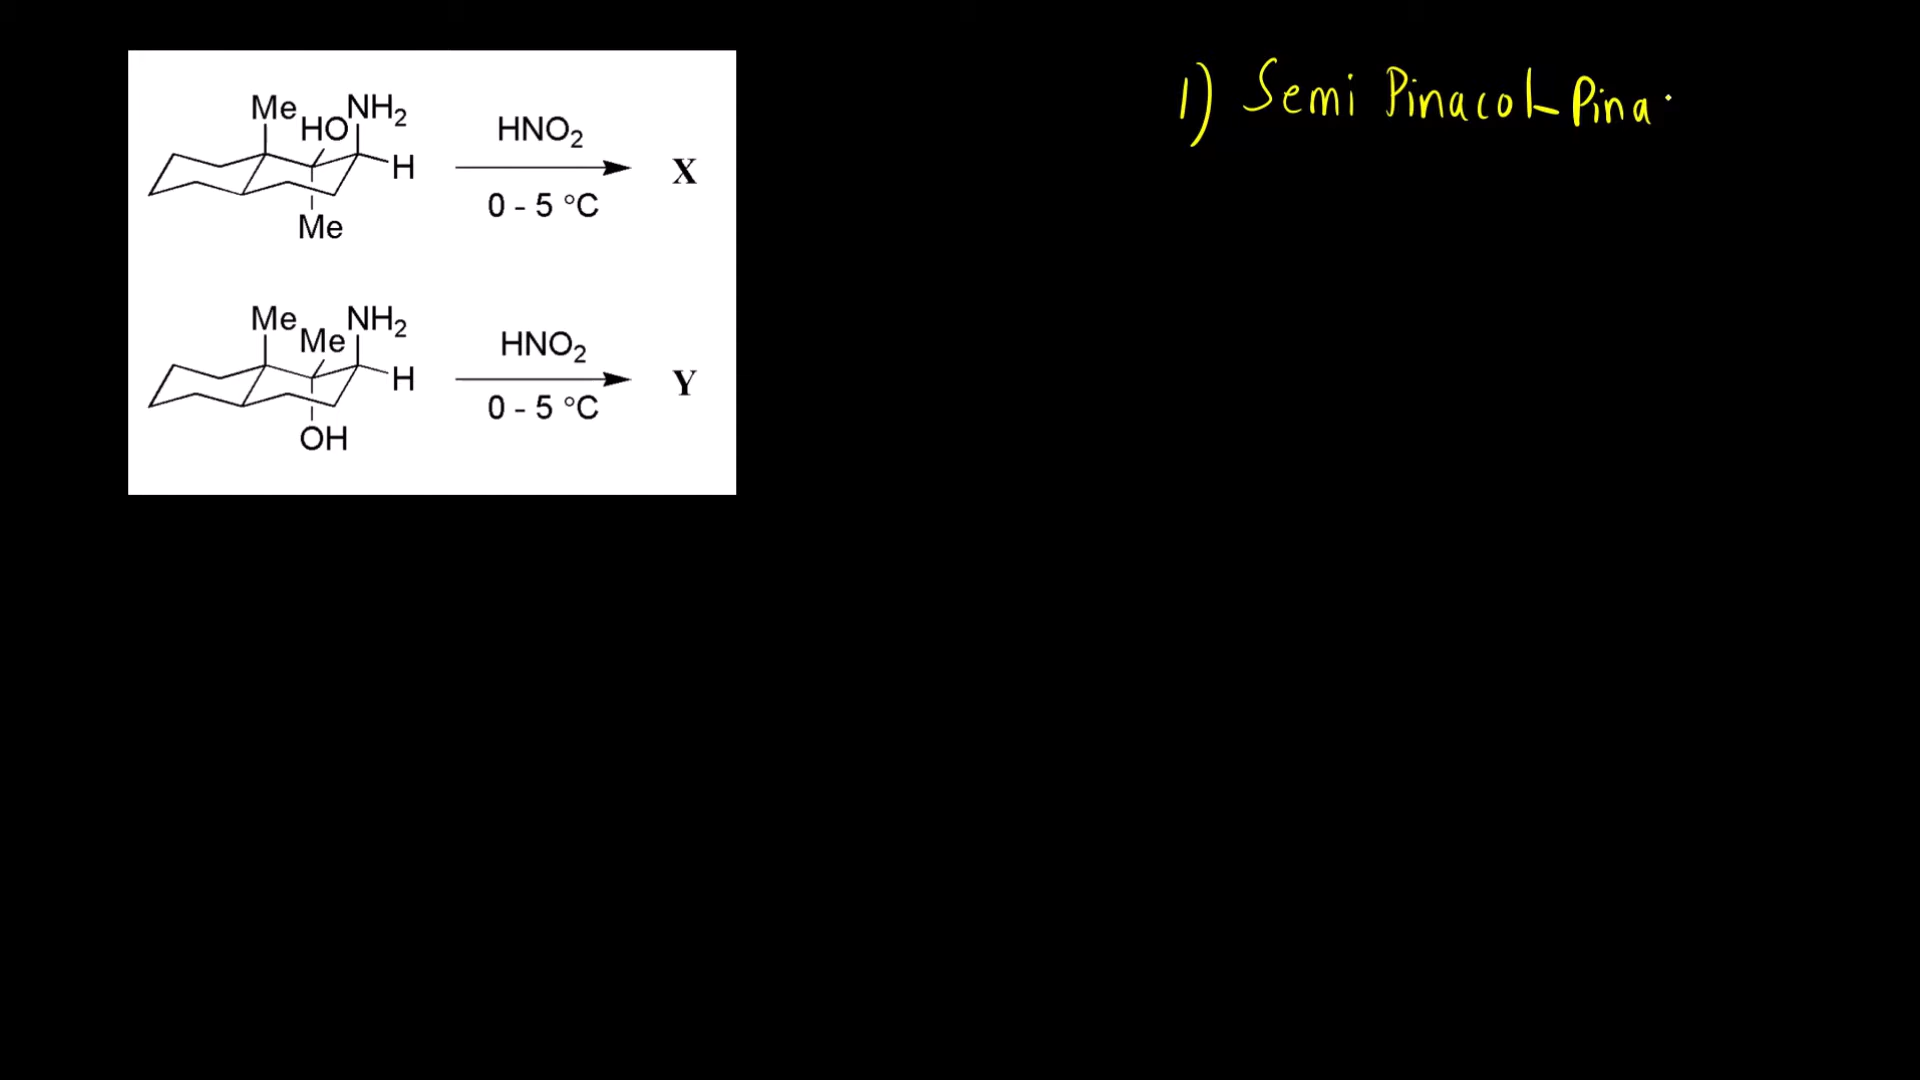 Me HO NH2
HNO2
H
X
0 - 5 °C
Me
Me Me NH2
HNO2
H
Y
0 - 5 °C
OH
1) Semi Pinacol-Pina